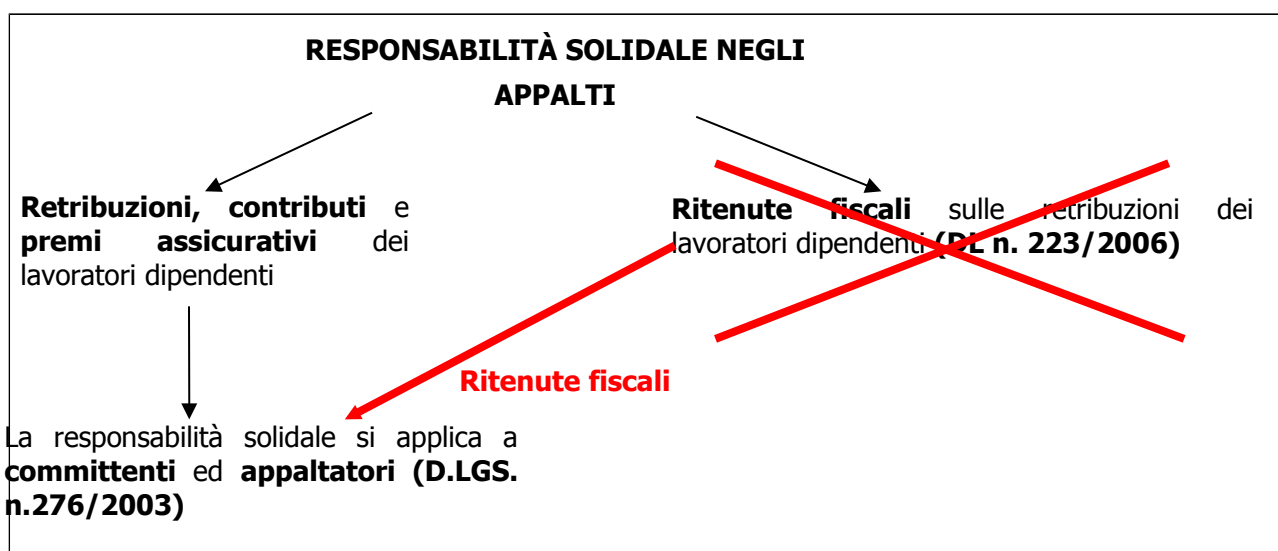 RESPONSABILITÀ SOLIDALE NEGLI
APPALTI
Retribuzioni, contributi e
premi assicurativi dei
lavoratori dipendenti
Ritenute fiscali sulle retribuzioni dei
lavoratori dipendenti (DL n. 223/2006)
Ritenute fiscali
La responsabilità solidale si applica a
committenti ed appaltatori (D.LGS.
n.276/2003)